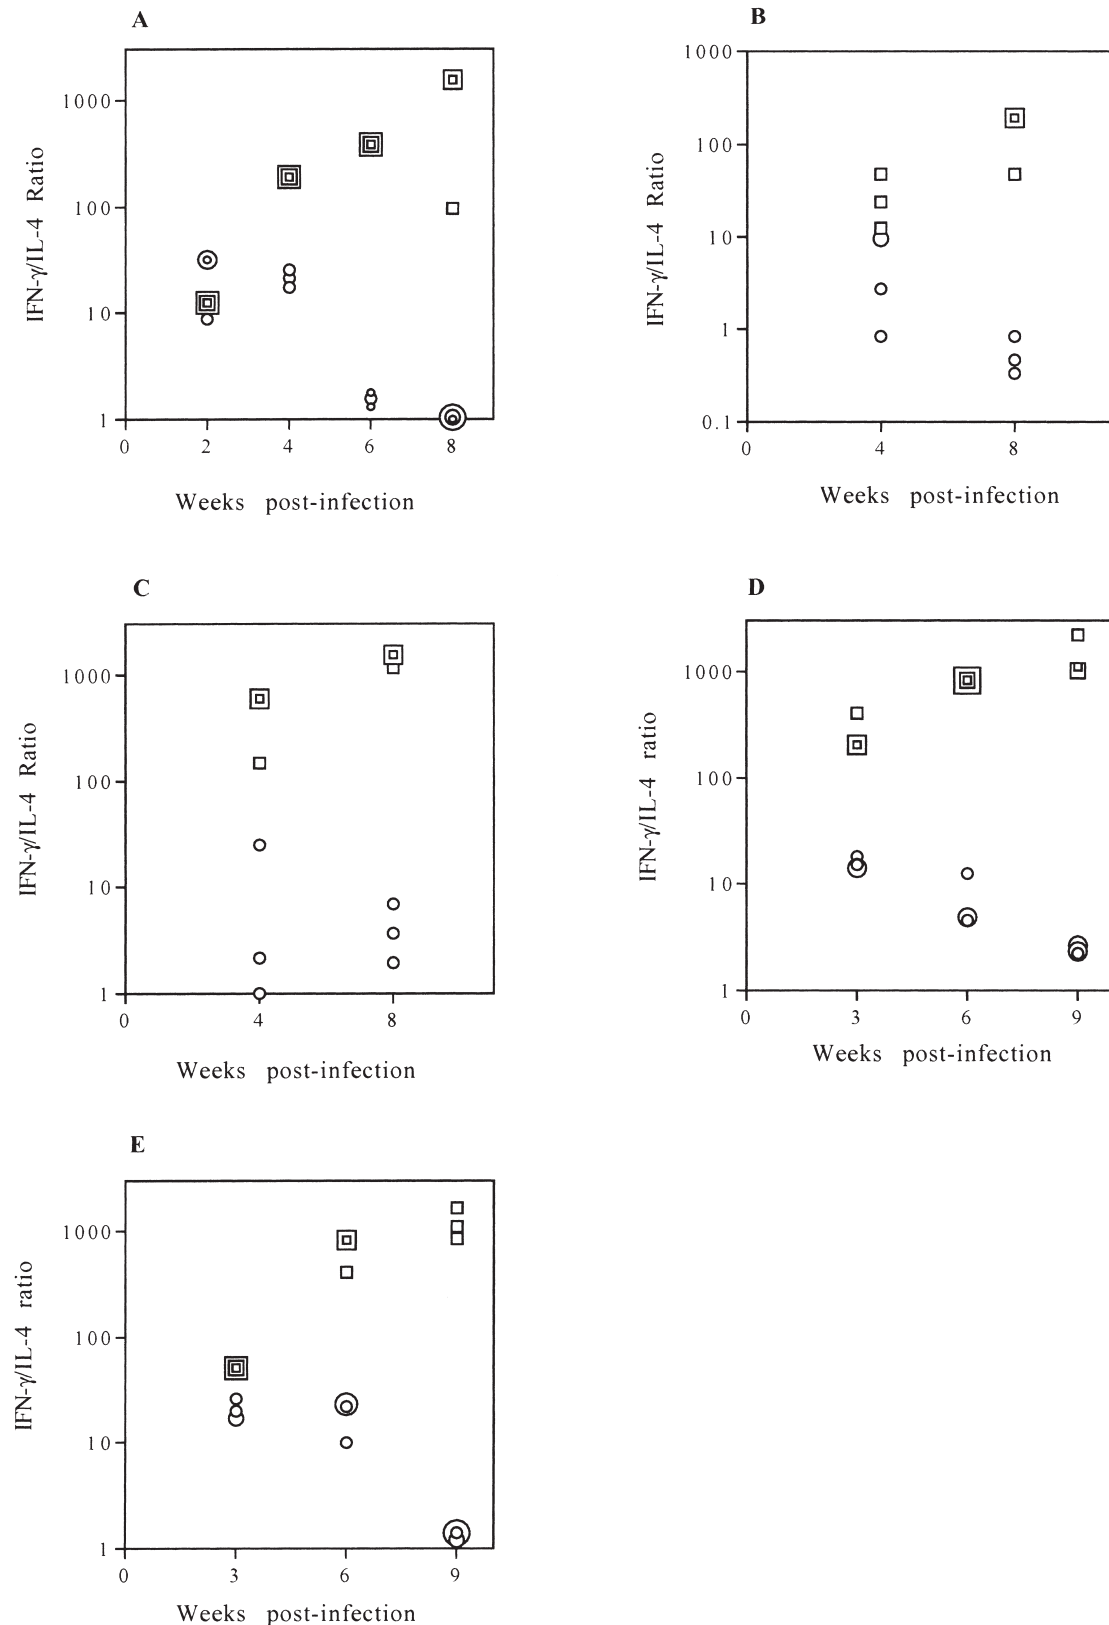 A
IFN-γ/IL-4 Ratio
1000
100
10
1
0 2 4 6 8
Weeks post-infection
B
IFN-γ/IL-4 Ratio
1000
100
10
1
0.1
0 4 8
Weeks post-infection
C
IFN-γ/IL-4 Ratio
1000
100
10
1
0 4 8
Weeks post-infection
D
IFN-γ/IL-4 ratio
1000
100
10
1
0 3 6 9
Weeks post-infection
E
IFN-γ/IL-4 ratio
1000
100
10
1
0 3 6 9
Weeks post-infection